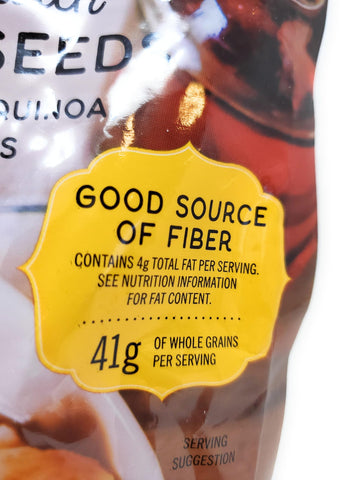 SEEDS
QUINOA
S
GOOD SOURCE
OF FIBER
CONTAINS 4g TOTAL FAT PER SERVING.
SEE NUTRITION INFORMATION
FOR FAT CONTENT.
41g OF WHOLE GRAINS
PER SERVING
SERVING
SUGGESTION